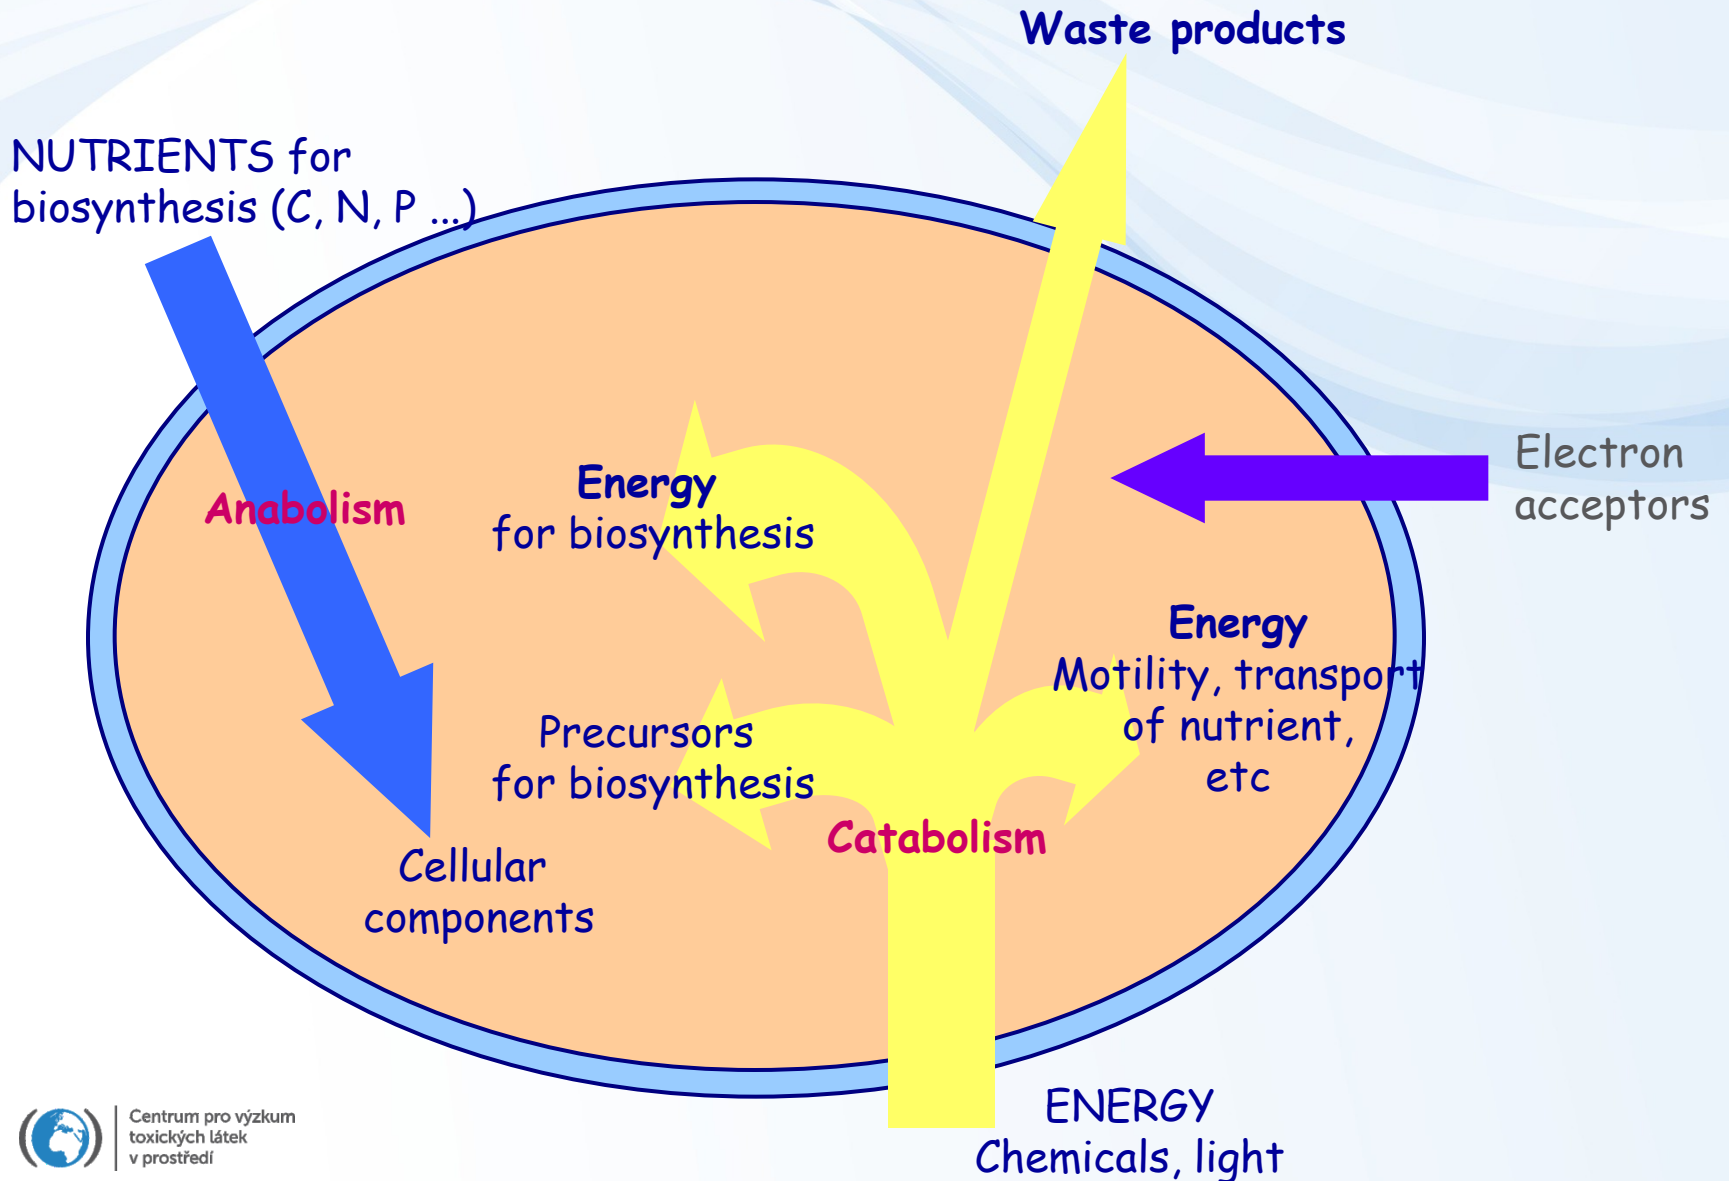 Waste products
NUTRIENTS for
biosynthesis (C, N, P ...)
Electron
acceptors
Anabolism
Energy
for biosynthesis
Energy
Motility, transport
of nutrient,
etc
Precursors
for biosynthesis
Catabolism
Cellular
components
ENERGY
Chemicals, light
Centrum pro výzkum
toxických látek
v prostředí